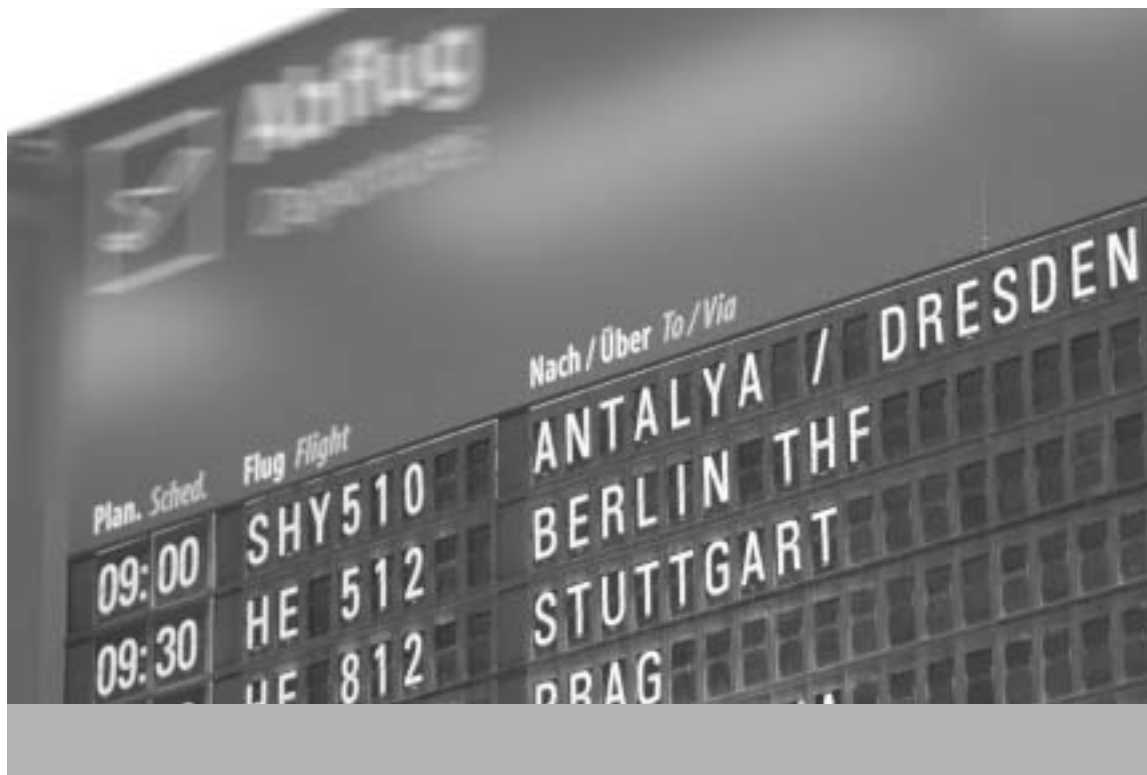 Abflug
Plan. Sched. Flug Flight Nach / Über To / Via
09:00 SHY510 ANTALYA / DRESDEN
09:30 HE 512 BERLIN THF
HE 812 STUTTGART
PRAG